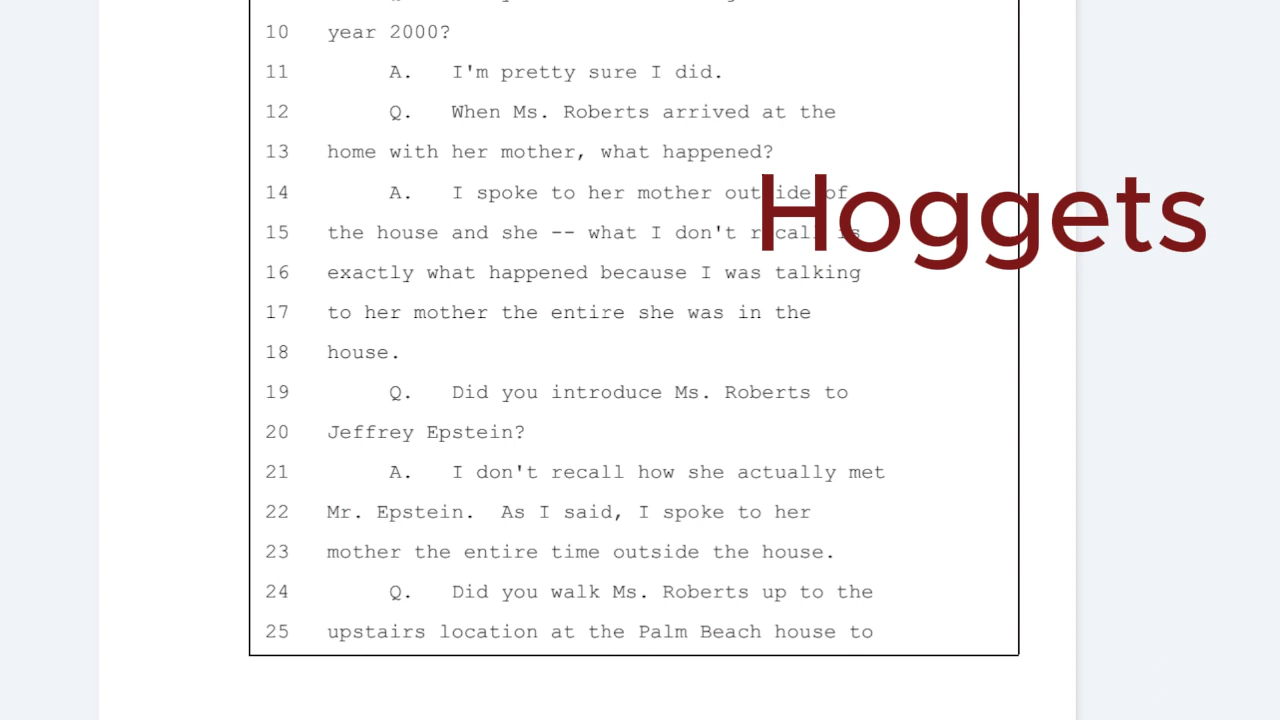 10 year 2000?
11 A. I'm pretty sure I did.
12 Q. When Ms. Roberts arrived at the
13 home with her mother, what happened?
14 A. I spoke to her mother outside of
Hoggets
15 the house and she -- what I don't recall is
16 exactly what happened because I was talking
17 to her mother the entire she was in the
18 house.
19 Q. Did you introduce Ms. Roberts to
20 Jeffrey Epstein?
21 A. I don't recall how she actually met
22 Mr. Epstein. As I said, I spoke to her
23 mother the entire time outside the house.
24 Q. Did you walk Ms. Roberts up to the
25 upstairs location at the Palm Beach house to